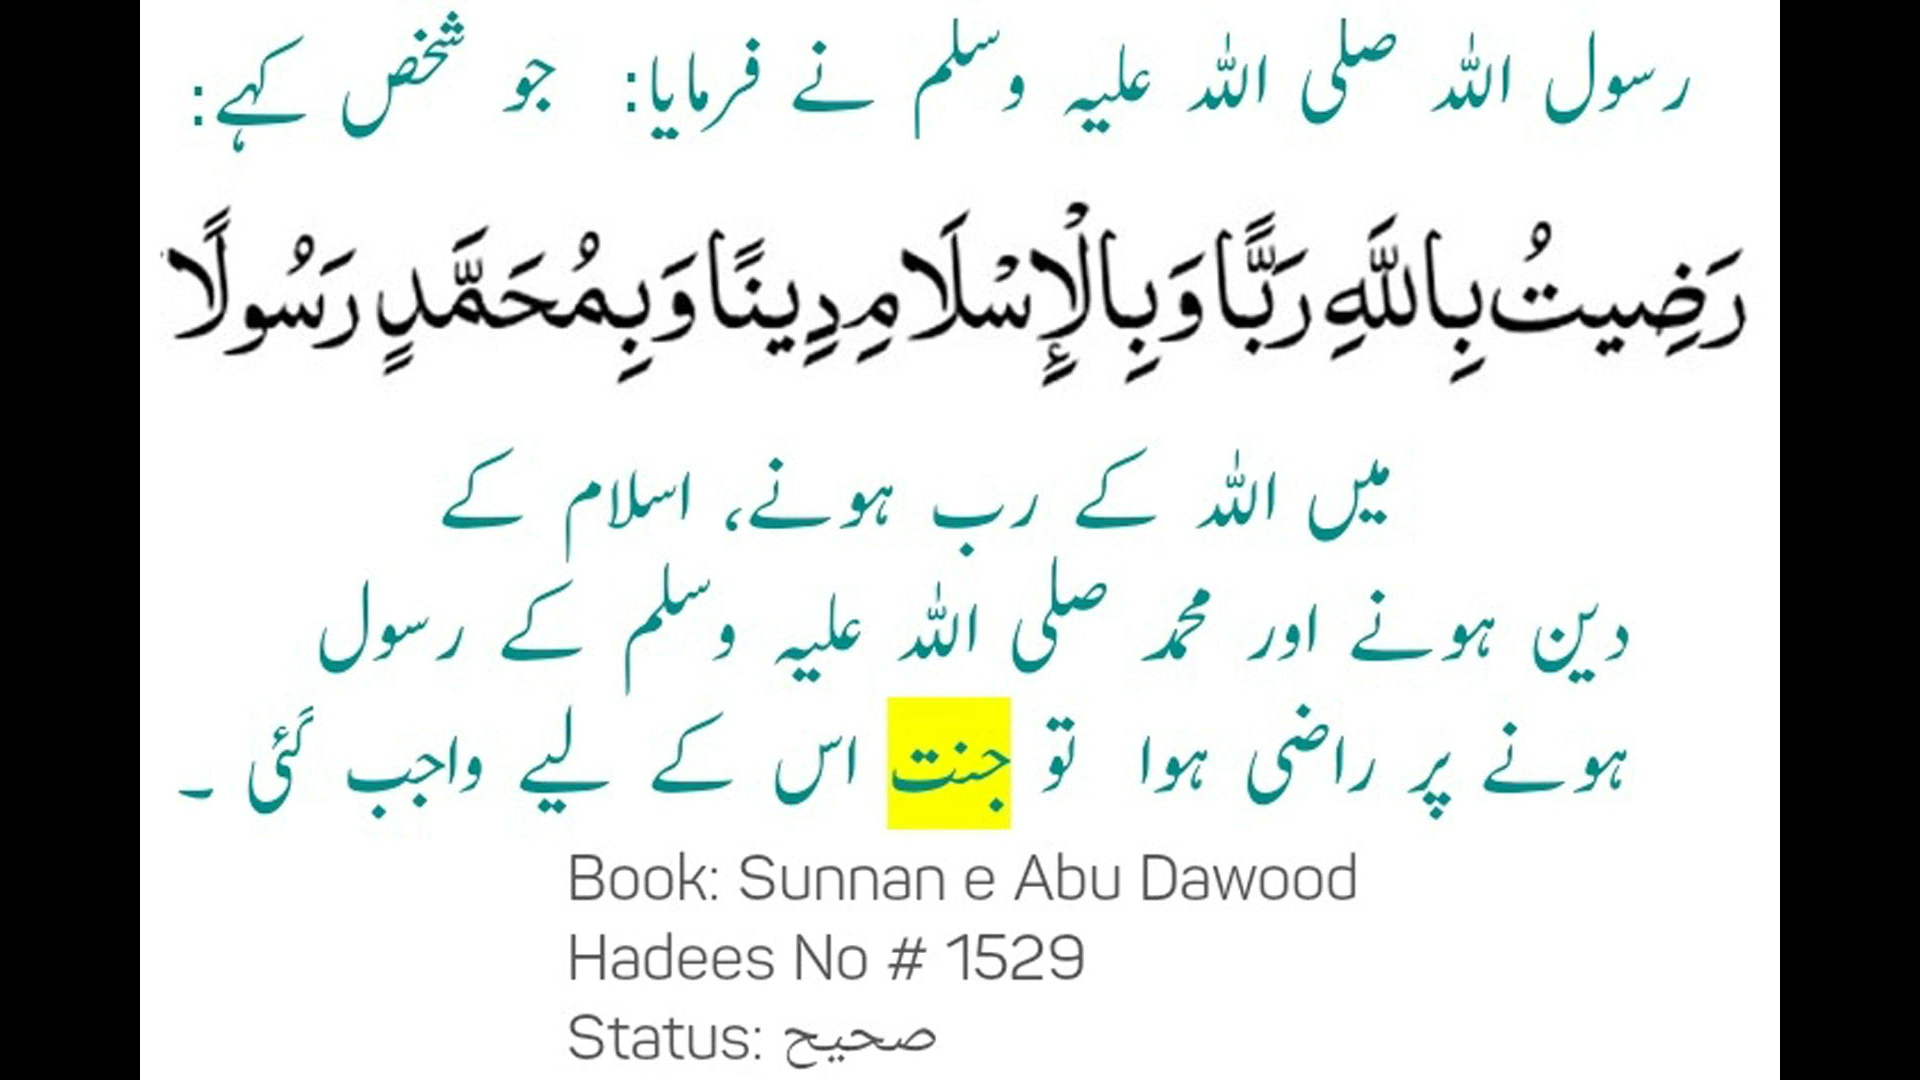 رسول اللہ صلی اللہ علیہ وسلم نے فرمایا: جو شخص کہے:
رَضِيتُ بِاللَّهِ رَبًّا وَبِالْإِسْلَامِ دِينًا وَبِمُحَمَّدٍ رَسُولًا
میں اللہ کے رب ہونے، اسلام کے
دین ہونے اور محمد صلی اللہ علیہ وسلم کے رسول
ہونے پر راضی ہوا تو جنت اس کے لیے واجب گئی ۔
Book: Sunnan e Abu Dawood
Hadees No # 1529
Status: صحیح